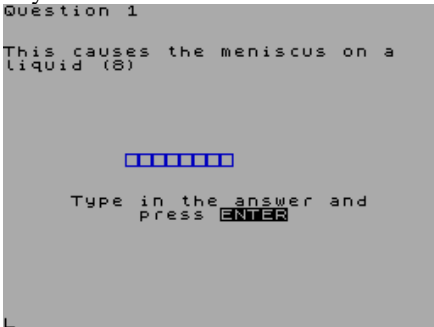 Question 1
This causes the meniscus on a
liquid (8)
Type in the answer and
press ENTER
L